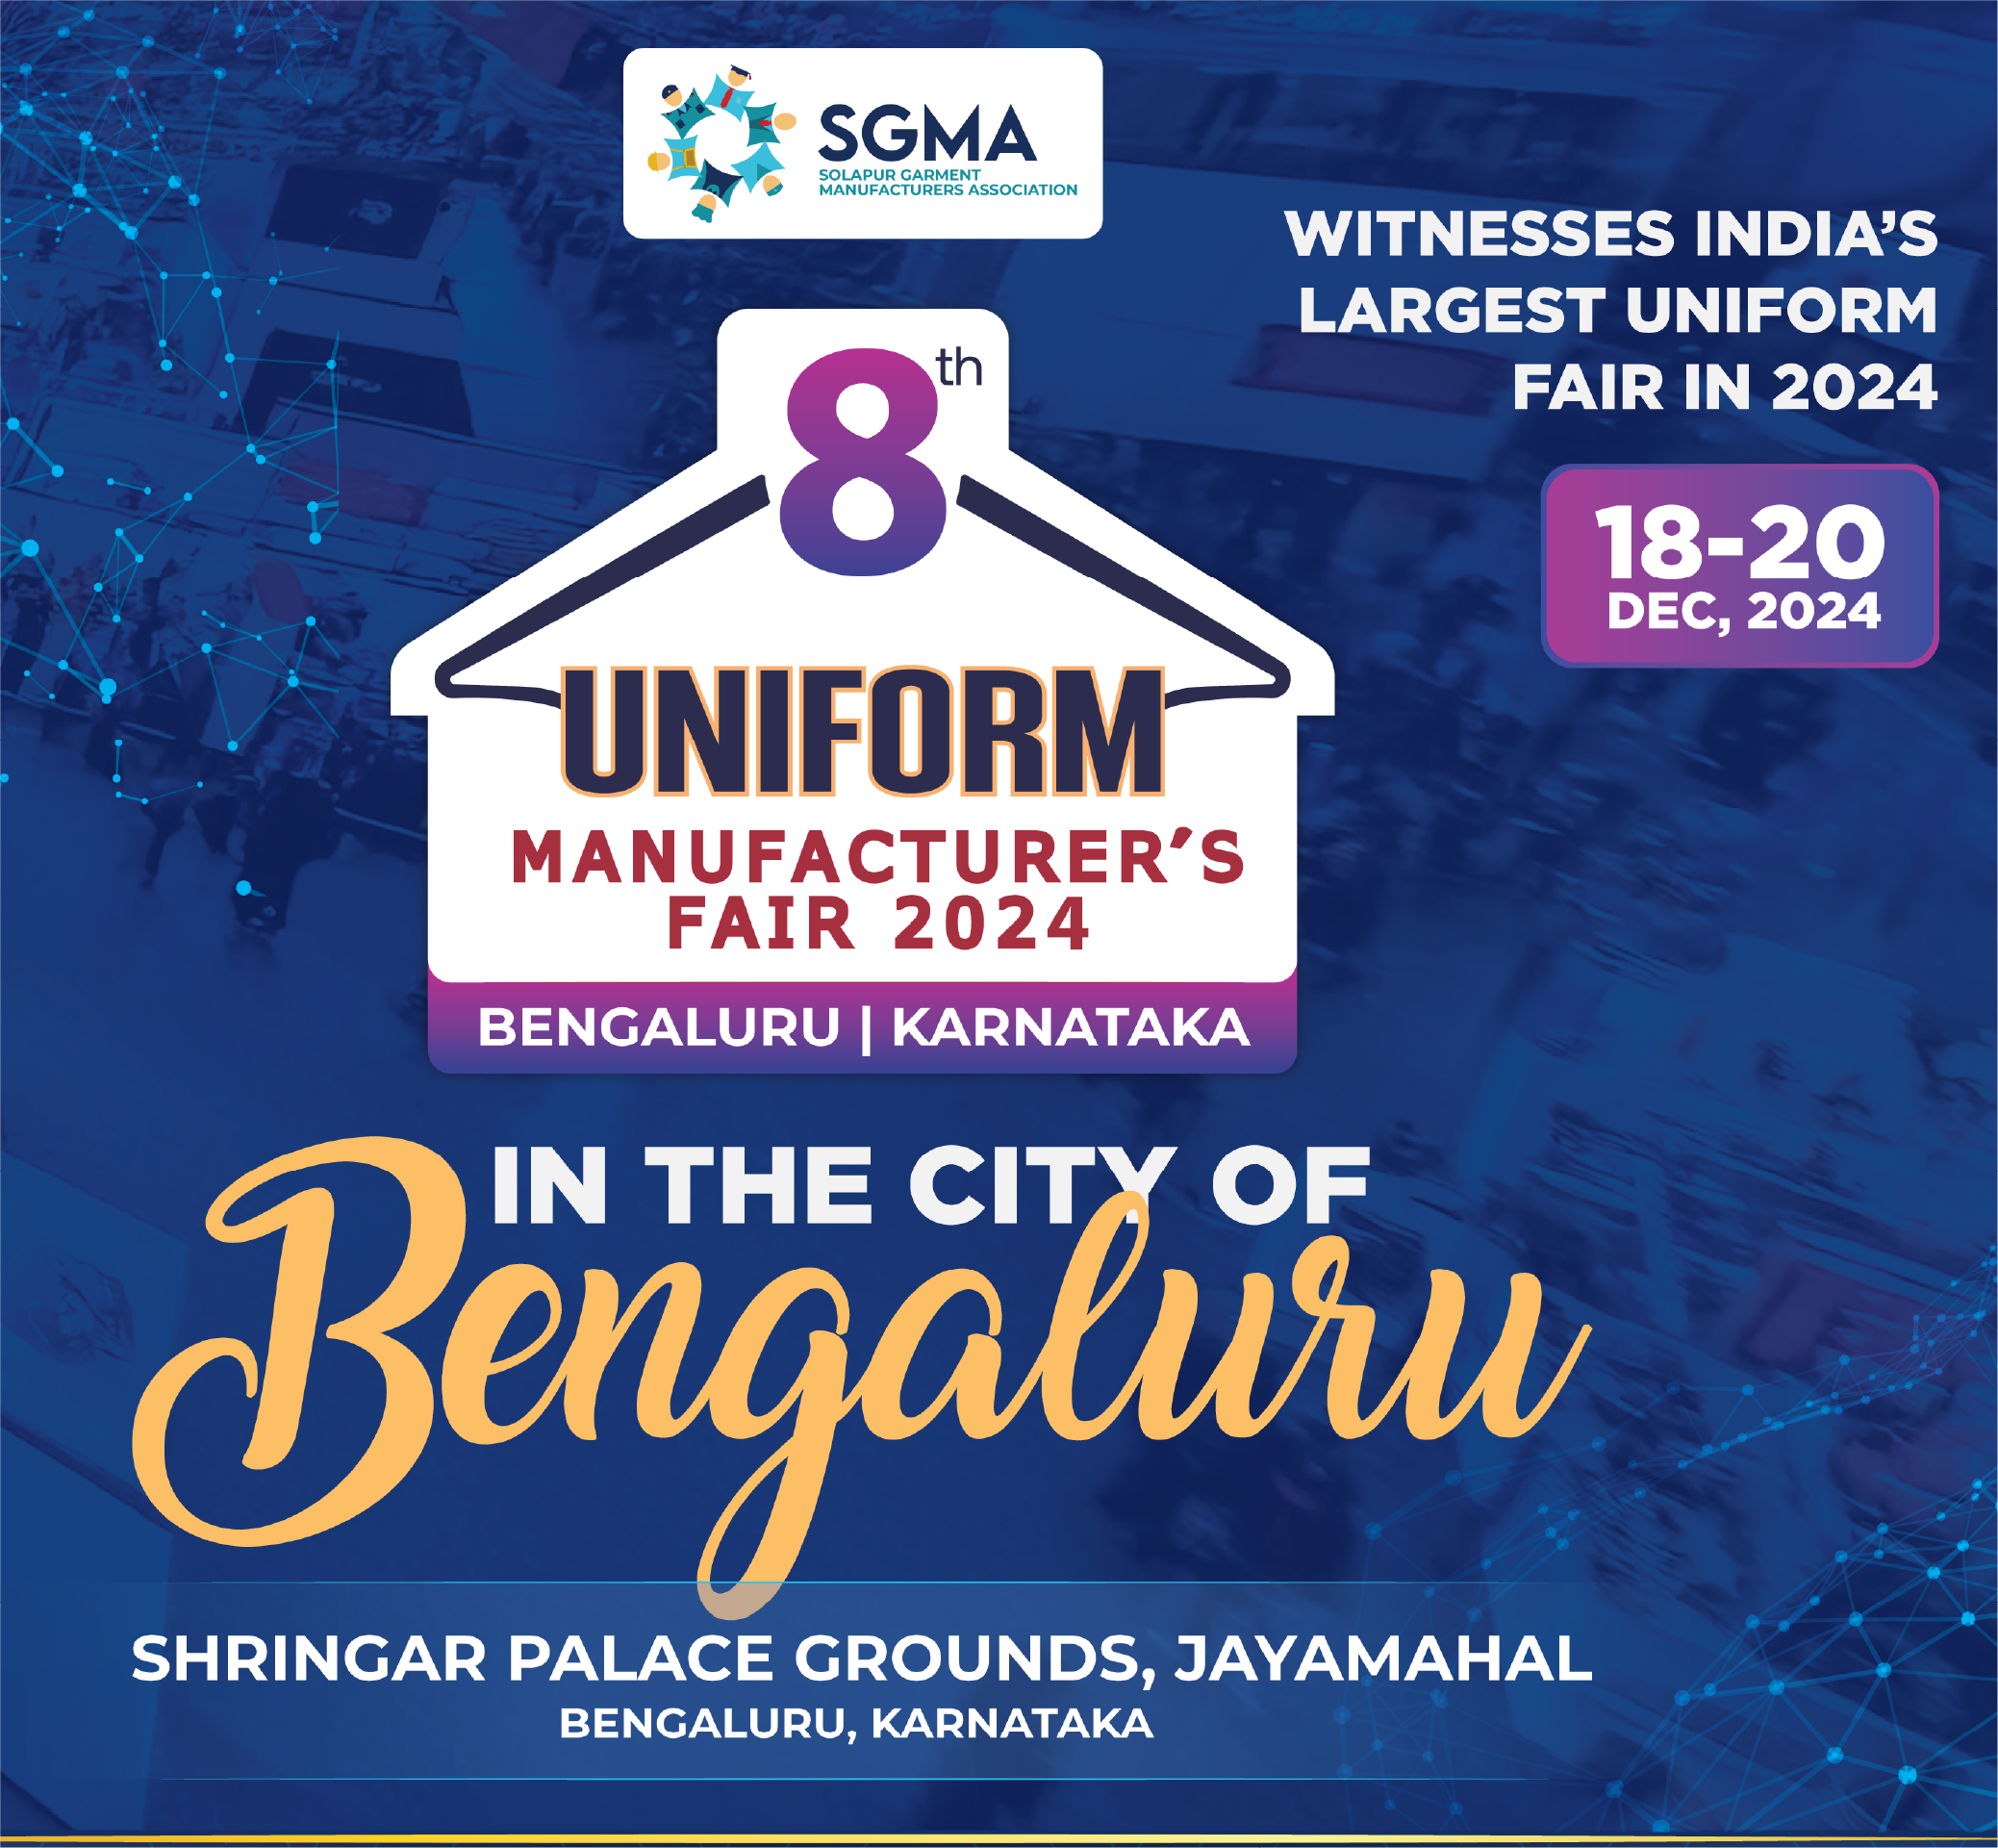 SGMA
SOLAPUR GARMENT
MANUFACTURERS ASSOCIATION
WITNESSES INDIA'S
LARGEST UNIFORM
FAIR IN 2024
18-20
DEC, 2024
8th
UNIFORM
MANUFACTURER'S
FAIR 2024
BENGALURU | KARNATAKA
IN THE CITY OF
Bengaluru
SHRINGAR PALACE GROUNDS, JAYAMAHAL
BENGALURU, KARNATAKA